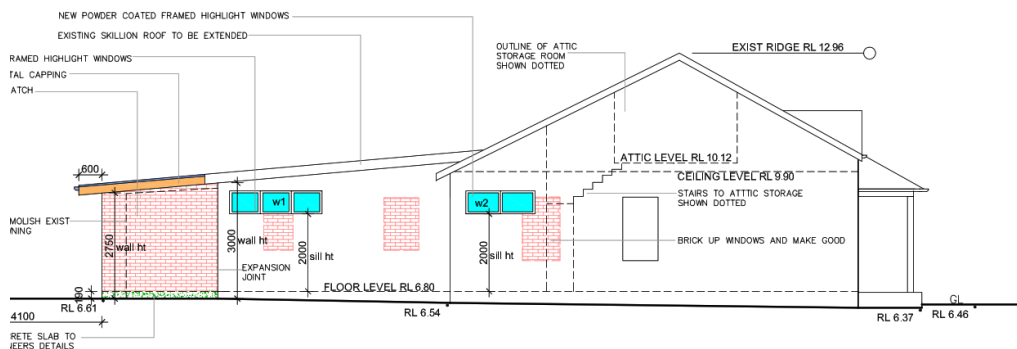 NEW POWDER COATED FRAMED HIGHLIGHT WINDOWS
EXISTING SKILLION ROOF TO BE EXTENDED
RAMED HIGHLIGHT WINDOWS
TAL CAPPING
ATCH
OUTLINE OF ATTIC
STORAGE ROOM
SHOWN DOTTED
EXIST RIDGE RL 12.96
600
ATTIC LEVEL RL 10.12
CEILING LEVEL RL 9.90
STAIRS TO ATTTIC STORAGE
SHOWN DOTTED
w1
w2
MOLISH EXIST
NING
2750
wall ht
3000
wall ht
2000
sill ht
2000
sill ht
BRICK UP WINDOWS AND MAKE GOOD
EXPANSION
JOINT
190
FLOOR LEVEL RL 6.80
RL 6.61
RL 6.54
GL
RL 6.37
RL 6.46
4100
RETE SLAB TO
NEERS DETAILS